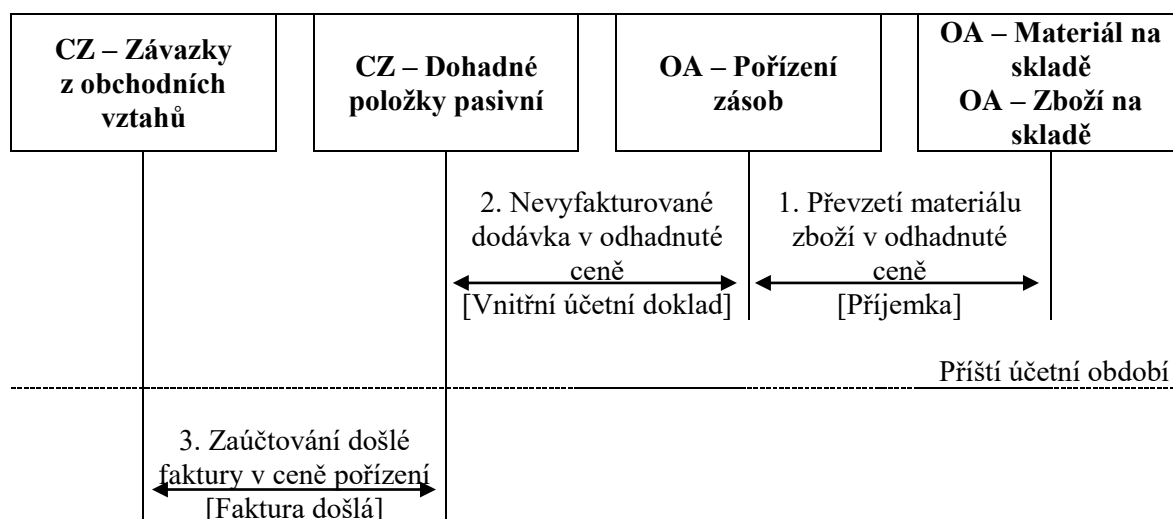 CZ – Závazky
z obchodních
vztahů
CZ – Dohadné
položky pasivní
OA – Pořízení
zásob
OA – Materiál na
skladě
OA – Zboží na
skladě
2. Nevyfakturované
dodávka v odhadnuté
ceně
[Vnitřní účetní doklad]
1. Převzetí materiálu
zboží v odhadnuté
ceně
[Příjemka]
Příští účetní období
3. Zaúčtování došlé
faktury v ceně pořízení
[Faktura došlá]